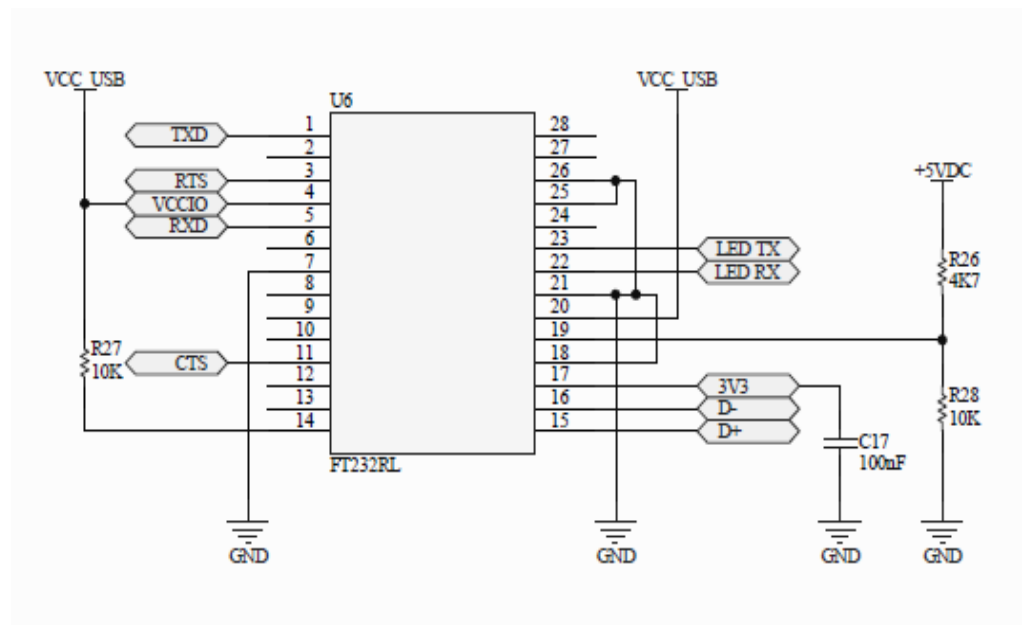 VCC_USB
VCC_USB
U6
TXD
1
28
2
27
RTS
3
26
+5VDC
VCCIO
4
25
RXD
5
24
6
23
LED TX
7
22
LED RX
R26
4K7
8
21
9
20
10
19
R27
10K
CTS
11
18
12
17
3V3
R28
10K
13
16
D-
14
15
D+
C17
100nF
FT232RL
GND
GND
GND
GND